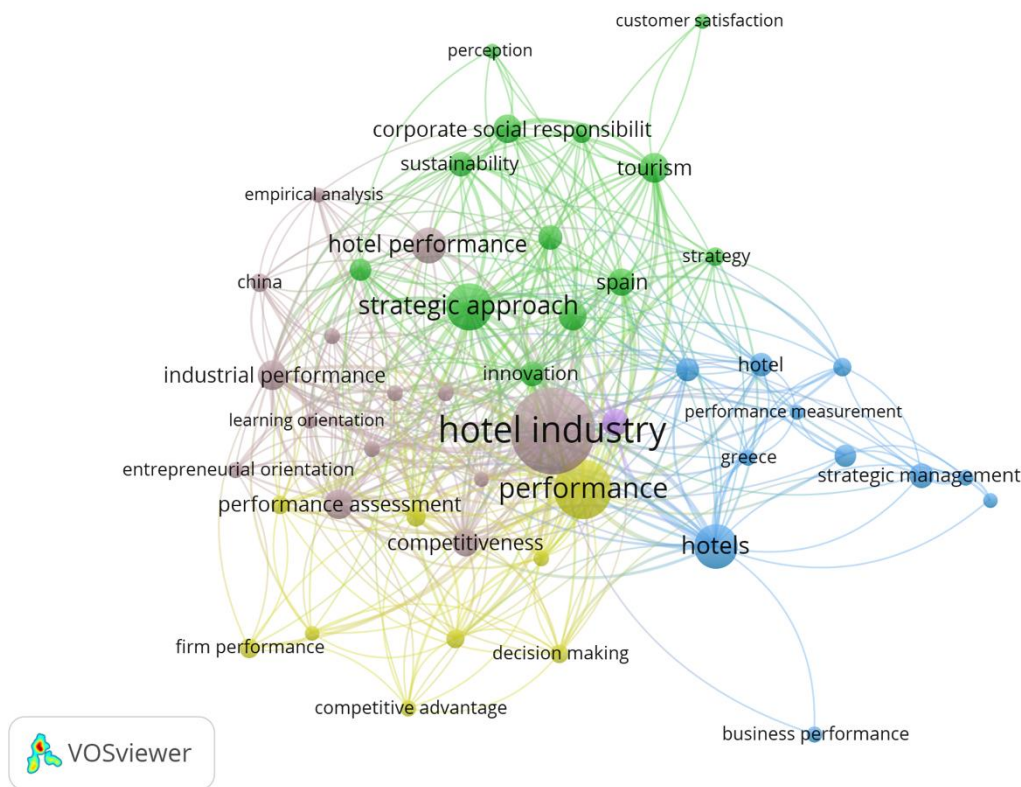 customer satisfaction
perception
corporate social responsibilit
sustainability
tourism
empirical analysis
hotel performance
strategy
china
spain
strategic approach
industrial performance
innovation
hotel
performance measurement
learning orientation
hotel industry
greece
entrepreneurial orientation
strategic management
performance
performance assessment
competitiveness
hotels
firm performance
decision making
competitive advantage
business performance
VOSviewer